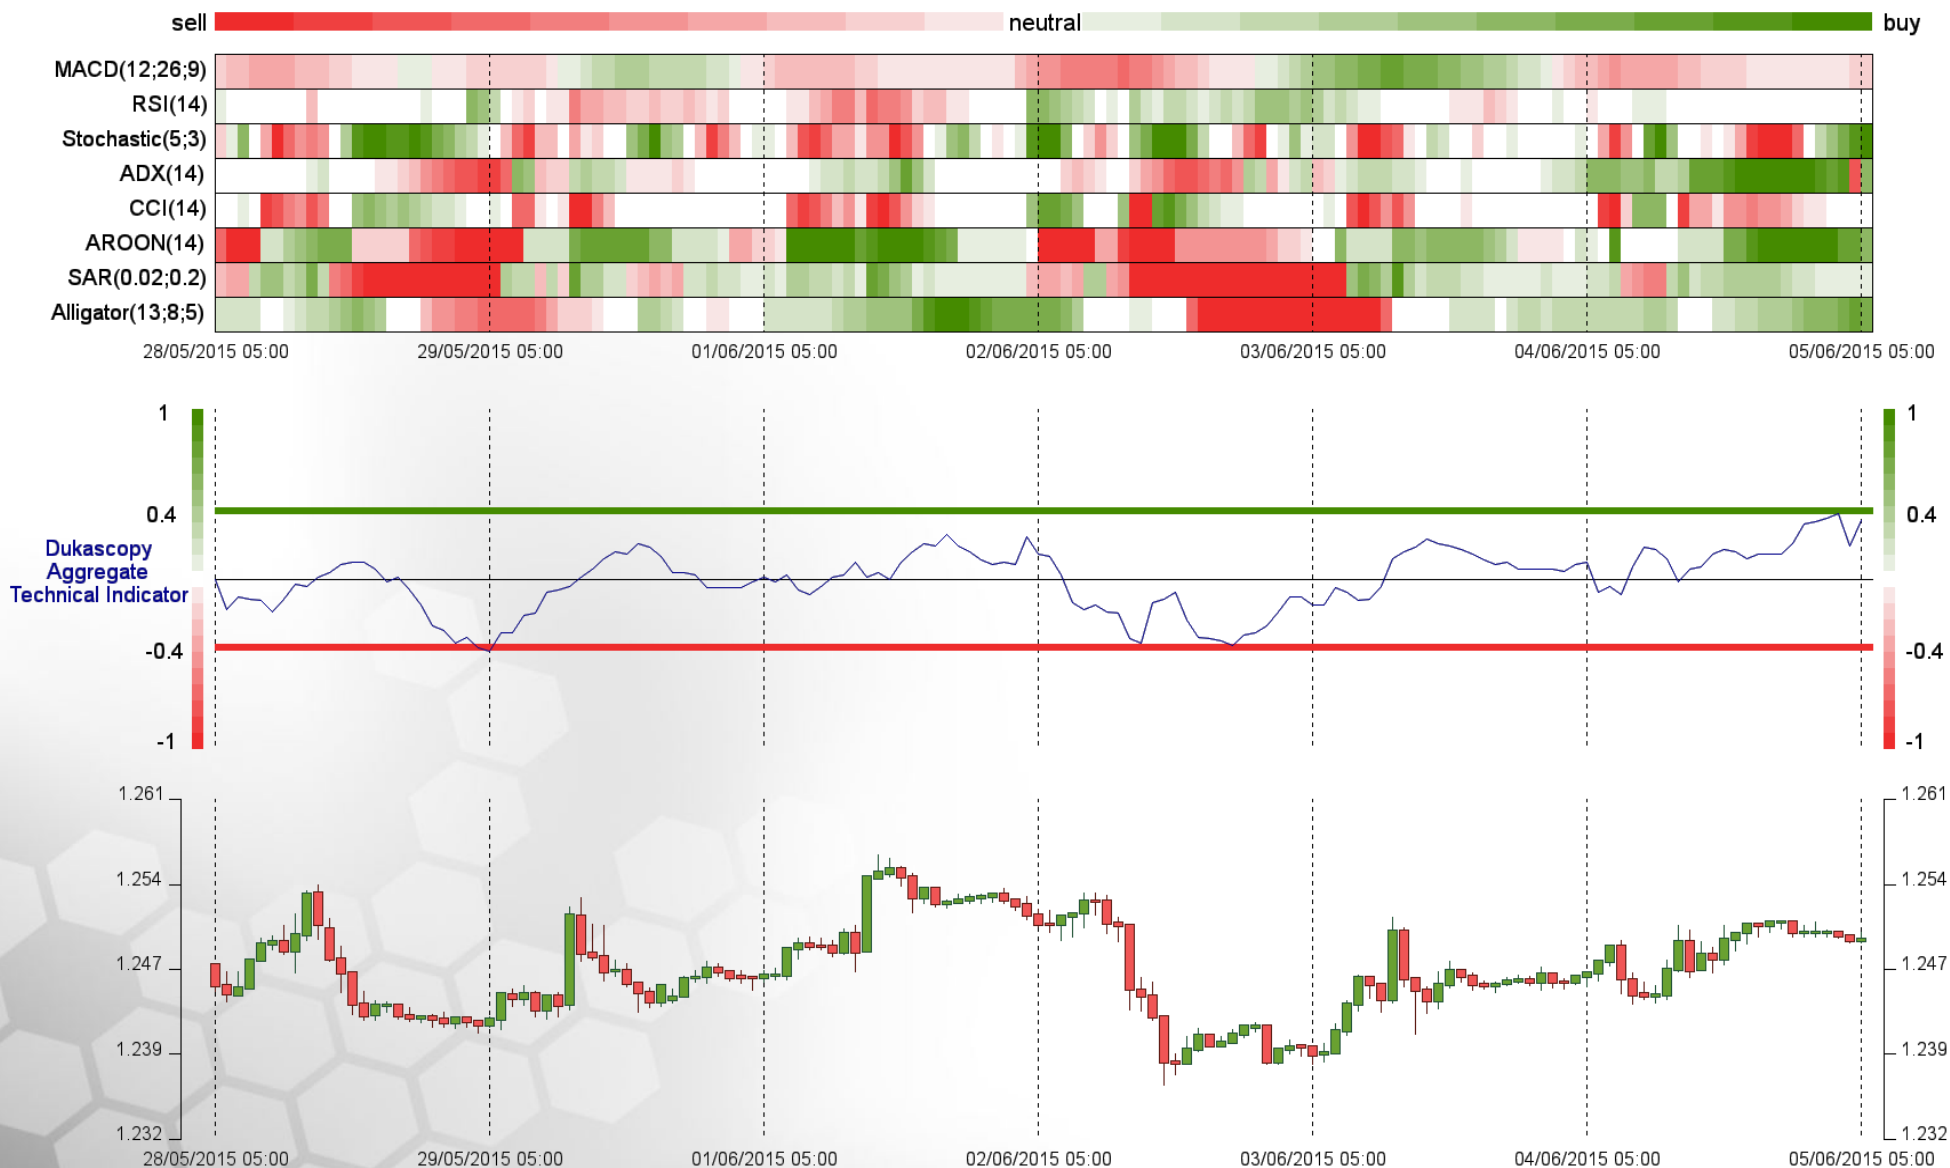 sell neutral buy
MACD(12;26;9)
RSI(14)
Stochastic(5;3)
ADX(14)
CCI(14)
AROON(14)
SAR(0.02;0.2)
Alligator(13;8;5)
28/05/2015 05:00 29/05/2015 05:00 01/06/2015 05:00 02/06/2015 05:00 03/06/2015 05:00 04/06/2015 05:00 05/06/2015 05:00
1 1
0.4 0.4
Dukascopy
Aggregate
Technical Indicator
-0.4 -0.4
-1 -1
1.261 1.261
1.254 1.254
1.247 1.247
1.239 1.239
1.232 1.232
28/05/2015 05:00 29/05/2015 05:00 01/06/2015 05:00 02/06/2015 05:00 03/06/2015 05:00 04/06/2015 05:00 05/06/2015 05:00